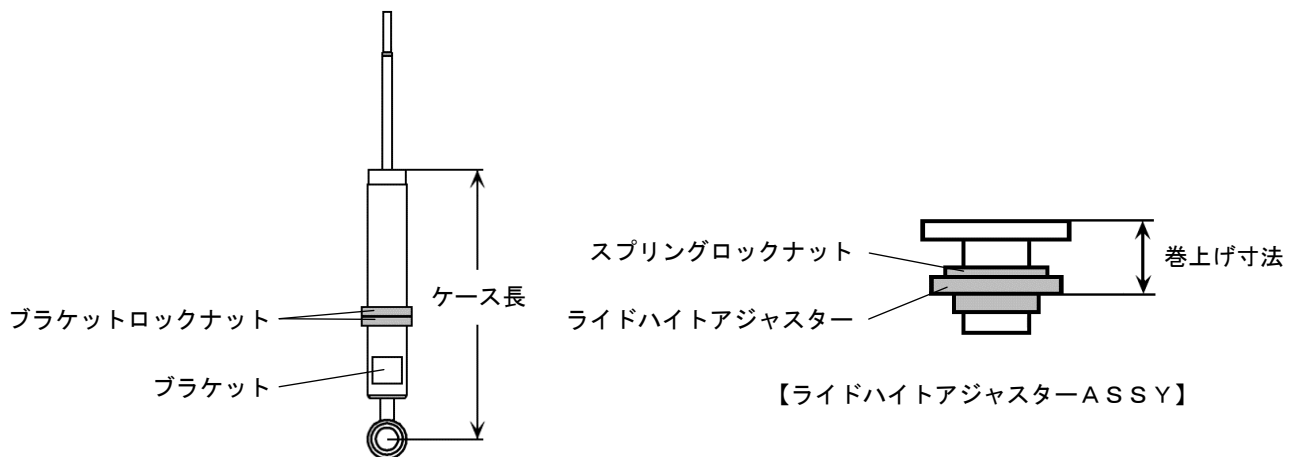 ケース長
ブラケットロックナット
ブラケット
スプリングロックナット
ライドハイトアジャスター
巻上げ寸法
【ライドハイトアジャスターＡＳＳＹ】